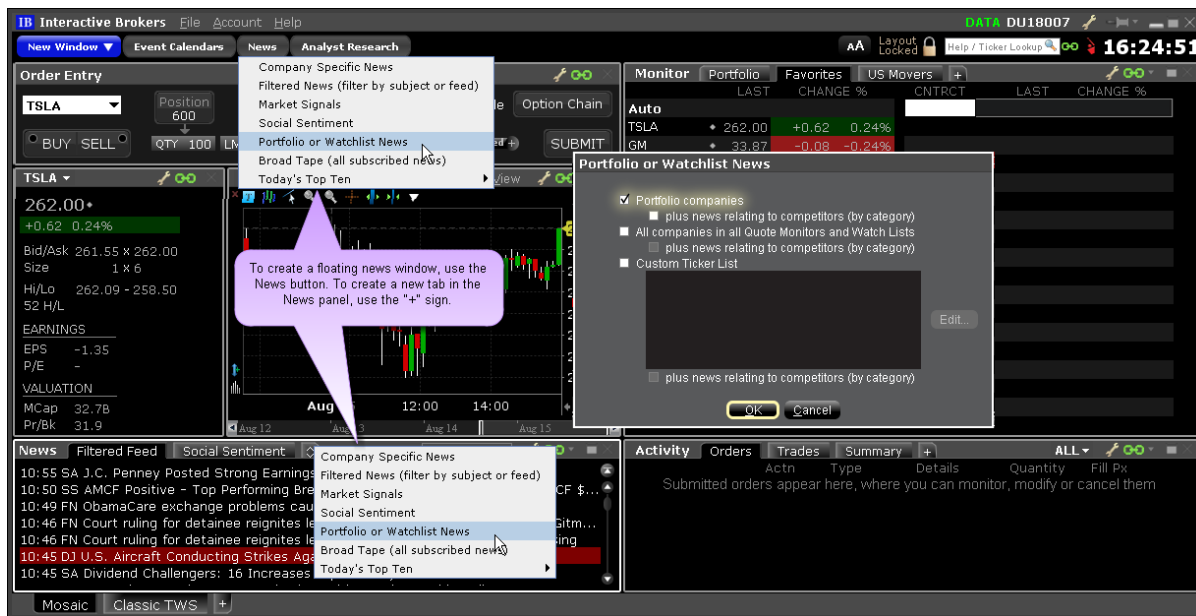 IB Interactive Brokers File Account Help DATA DU18007
New Window ▼ Event Calendars News Analyst Research AA Layout Locked Help / Ticker Lookup 16:24:51
Order Entry
TSLA Position 600 Option Chain
BUY SELL QTY 100 SUBMIT
Company Specific News
Filtered News (filter by subject or feed)
Market Signals
Social Sentiment
Portfolio or Watchlist News
Broad Tape (all subscribed news)
Today's Top Ten
Monitor Portfolio Favorites US Movers +
LAST CHANGE % CNTRCT LAST CHANGE %
Auto
TSLA • 262.00 +0.62 0.24%
GM • 33.87 -0.08 -0.24%
Portfolio or Watchlist News
Portfolio companies
plus news relating to competitors (by category)
All companies in all Quote Monitors and Watch Lists
plus news relating to competitors (by category)
Custom Ticker List
Edit...
plus news relating to competitors (by category)
OK Cancel
TSLA ▾ View
262.00•
+0.62 0.24%
Bid/Ask 261.55 x 262.00
Size 1 x 6
Hi/Lo 262.09 - 258.50
52 H/L
EARNINGS
EPS -1.35
P/E -
VALUATION
MCap 32.7B
Pr/Bk 31.9
To create a floating news window, use the
News button. To create a new tab in the
News panel, use the "+" sign.
Aug 12:00 14:00
Aug 12 Aug 14 Aug 15
News Filtered Feed Social Sentiment
10:55 SA J.C. Penney Posted Strong Earnings
10:50 SS AMCF Positive - Top Performing CF $...
10:49 FN ObamaCare exchange problems
10:46 FN Court ruling for detainee reignites Gitm...
10:46 FN Court ruling for detainee reignites
10:45 DJ U.S. Aircraft Conducting Strikes
10:45 SA Dividend Challengers: 16 Increases
Company Specific News
Filtered News (filter by subject or feed)
Market Signals
Social Sentiment
Portfolio or Watchlist News
Broad Tape (all subscribed news)
Today's Top Ten
Activity Orders Trades Summary + ALL▾
Actn Type Details Quantity Fill Px
Submitted orders appear here, where you can monitor, modify or cancel them
Mosaic Classic TWS +